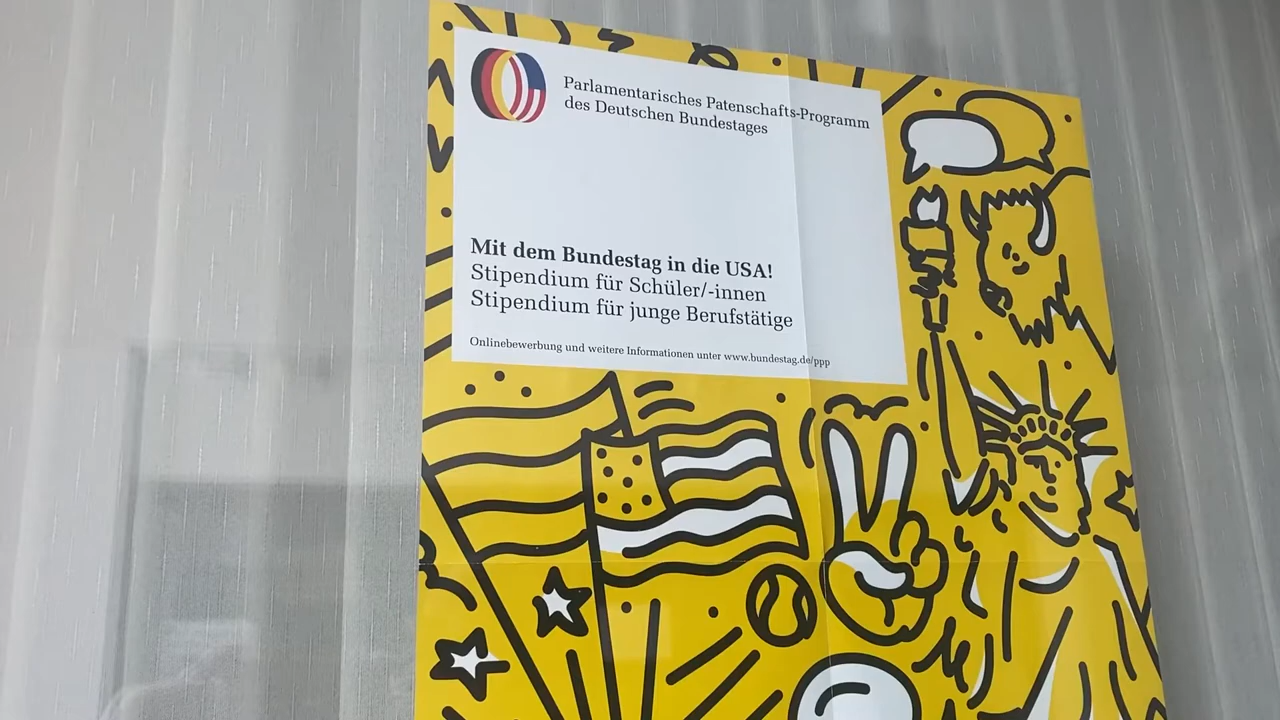 Parlamentarisches Patenschafts-Programm
des Deutschen Bundestages
Mit dem Bundestag in die USA!
Stipendium für Schüler/-innen
Stipendium für junge Berufstätige
Onlinebewerbung und weitere Informationen unter www.bundestag.de/ppp